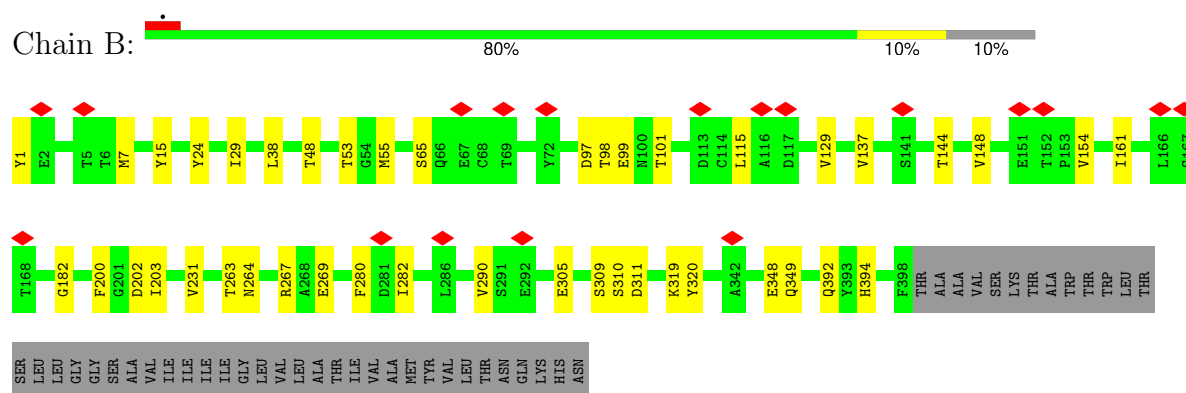 Chain B:
80% 10% 10%
Y1 E2 T5 T6 M7 Y15 Y24 I29 L38 T48 T53 G54 M55 S65 Q66 E67 C68 T69 Y72 D97 T98 E99 N100 T101 D113 C114 L115 A116 D117 V129 V137 S141 T144 V148 E151 T152 P153 V154 I161 L166 S167
T168 G182 F200 G201 D202 I203 V231 T263 N264 R267 A268 E269 F280 D281 I282 L286 V290 S291 E292 E305 S309 S310 D311 K319 Y320 A342 E348 Q349 Q392 Y393 H394 F398 THR ALA ALA VAL SER LYS THR ALA TRP THR TRP LEU THR
SER LEU LEU GLY GLY SER ALA VAL ILE ILE ILE ILE GLY LEU VAL LEU ALA THR ILE VAL ALA MET TYR VAL LEU THR ASN GLN LYS HIS ASN